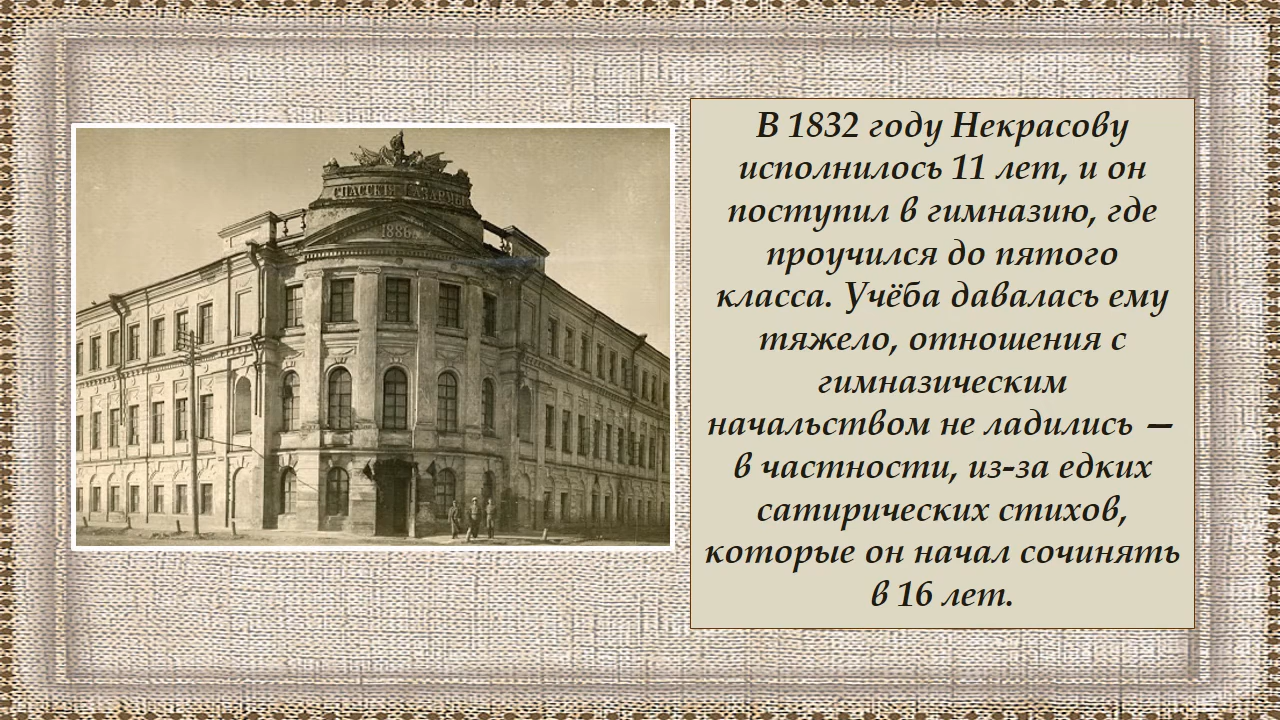 СПАССКІЯ КАЗАРМЫ
1886
В 1832 году Некрасову
исполнилось 11 лет, и он
поступил в гимназию, где
проучился до пятого
класса. Учёба давалась ему
тяжело, отношения с
гимназическим
начальством не ладились —
в частности, из-за едких
сатирических стихов,
которые он начал сочинять
в 16 лет.